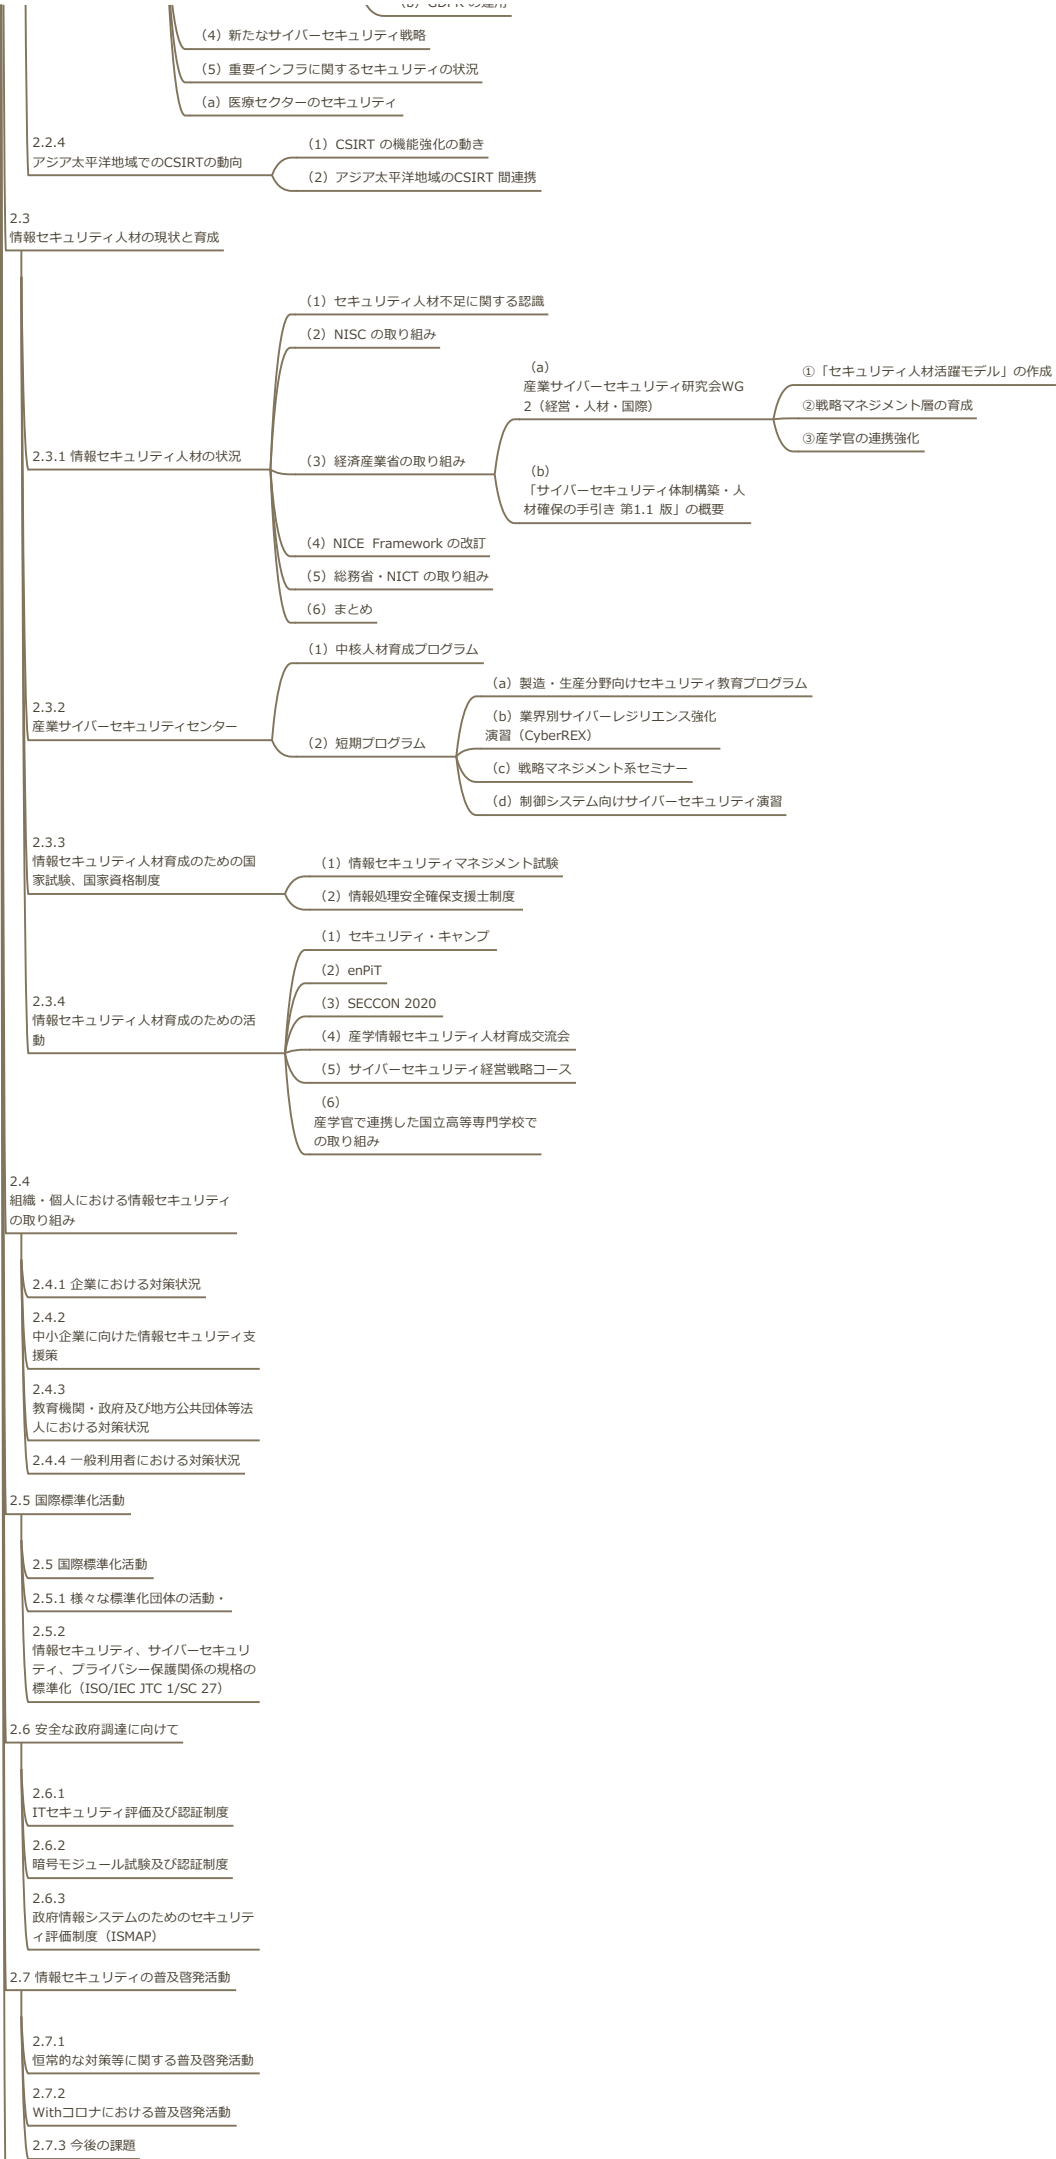 (4) 新たなサイバーセキュリティ戦略
(5) 重要インフラに関するセキュリティの状況
(a) 医療セクターのセキュリティ
2.2.4
アジア太平洋地域でのCSIRTの動向
(1) CSIRT の機能強化の動き
(2) アジア太平洋地域のCSIRT 間連携
2.3
情報セキュリティ人材の現状と育成
2.3.1 情報セキュリティ人材の状況
(1) セキュリティ人材不足に関する認識
(2) NISC の取り組み
(3) 経済産業省の取り組み
(a)
産業サイバーセキュリティ研究会WG
2（経営・人材・国際）
①「セキュリティ人材活躍モデル」の作成
②戦略マネジメント層の育成
③産学官の連携強化
(b)
「サイバーセキュリティ体制構築・人
材確保の手引き 第1.1 版」の概要
(4) NICE Framework の改訂
(5) 総務省・NICT の取り組み
(6) まとめ
2.3.2
産業サイバーセキュリティセンター
(1) 中核人材育成プログラム
(2) 短期プログラム
(a) 製造・生産分野向けセキュリティ教育プログラム
(b) 業界別サイバーレジリエンス強化
演習（CyberREX）
(c) 戦略マネジメント系セミナー
(d) 制御システム向けサイバーセキュリティ演習
2.3.3
情報セキュリティ人材育成のための国
家試験、国家資格制度
(1) 情報セキュリティマネジメント試験
(2) 情報処理安全確保支援士制度
2.3.4
情報セキュリティ人材育成のための活
動
(1) セキュリティ・キャンプ
(2) enPiT
(3) SECCON 2020
(4) 産学情報セキュリティ人材育成交流会
(5) サイバーセキュリティ経営戦略コース
(6)
産学官で連携した国立高等専門学校で
の取り組み
2.4
組織・個人における情報セキュリティ
の取り組み
2.4.1 企業における対策状況
2.4.2
中小企業に向けた情報セキュリティ支
援策
2.4.3
教育機関・政府及び地方公共団体等法
人における対策状況
2.4.4 一般利用者における対策状況
2.5 国際標準化活動
2.5 国際標準化活動
2.5.1 様々な標準化団体の活動・
2.5.2
情報セキュリティ、サイバーセキュリ
ティ、プライバシー保護関係の規格の
標準化（ISO/IEC JTC 1/SC 27）
2.6 安全な政府調達に向けて
2.6.1
ITセキュリティ評価及び認証制度
2.6.2
暗号モジュール試験及び認証制度
2.6.3
政府情報システムのためのセキュリテ
ィ評価制度（ISMAP）
2.7 情報セキュリティの普及啓発活動
2.7.1
恒常的な対策等に関する普及啓発活動
2.7.2
Withコロナにおける普及啓発活動
2.7.3 今後の課題